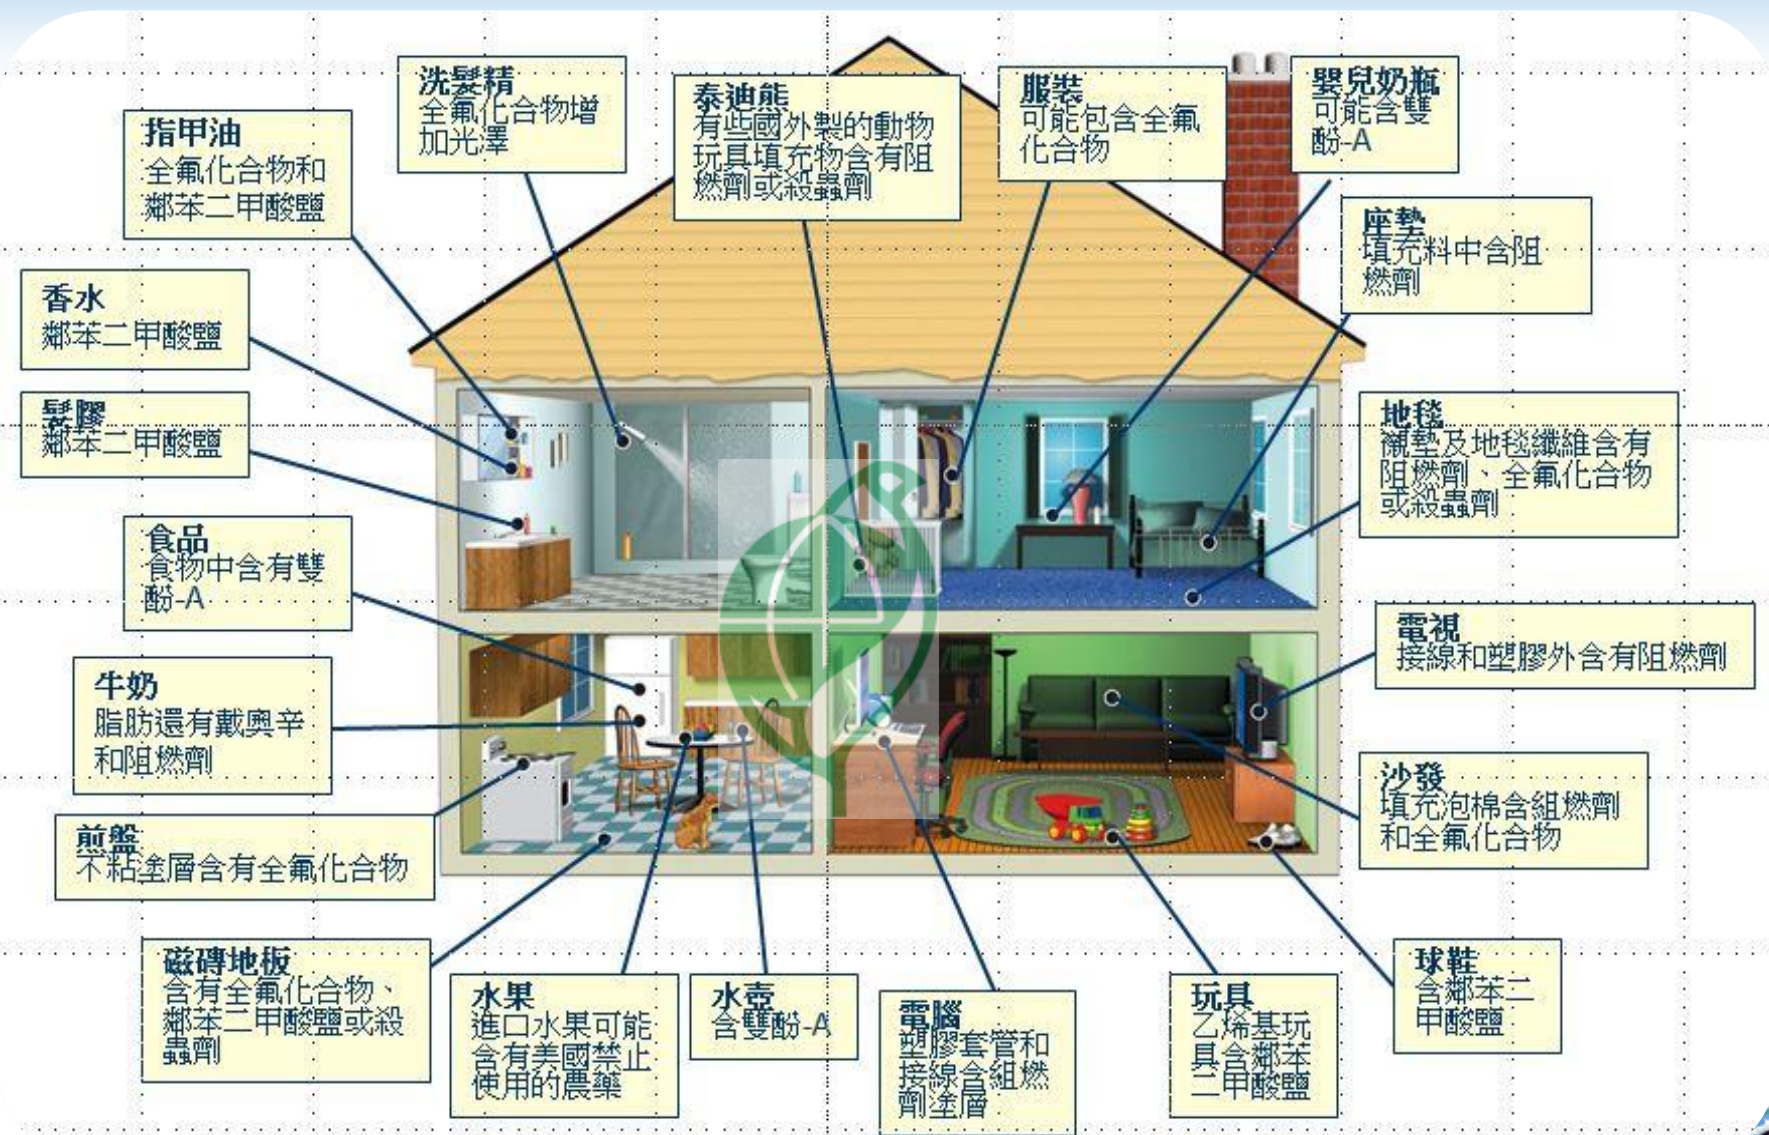 洗髮精
全氟化合物增
加光澤
泰迪熊
有些國外製的動物
玩具填充物含有阻
燃劑或殺蟲劑
服裝
可能包含全氟
化合物
嬰兒奶瓶
可能含雙
酚-A
指甲油
全氟化合物和
鄰苯二甲酸鹽
座墊
填充料中含阻
燃劑
香水
鄰苯二甲酸鹽
髮膠
鄰苯二甲酸鹽
地毯
襯墊及地毯纖維含有
阻燃劑、全氟化合物
或殺蟲劑
食品
食物中含有雙
酚-A
電視
接線和塑膠外含有阻燃劑
牛奶
脂肪還有戴奧辛
和阻燃劑
沙發
填充泡棉含組燃劑
和全氟化合物
煎盤
不粘塗層含有全氟化合物
磁磚地板
含有全氟化合物、
鄰苯二甲酸鹽或殺
蟲劑
水果
進口水果可能
含有美國禁止
使用的農藥
水壺
含雙酚-A
電腦
塑膠套管和
接線含組燃
劑塗層
玩具
乙烯基玩
具含鄰苯
二甲酸鹽
球鞋
含鄰苯二
甲酸鹽